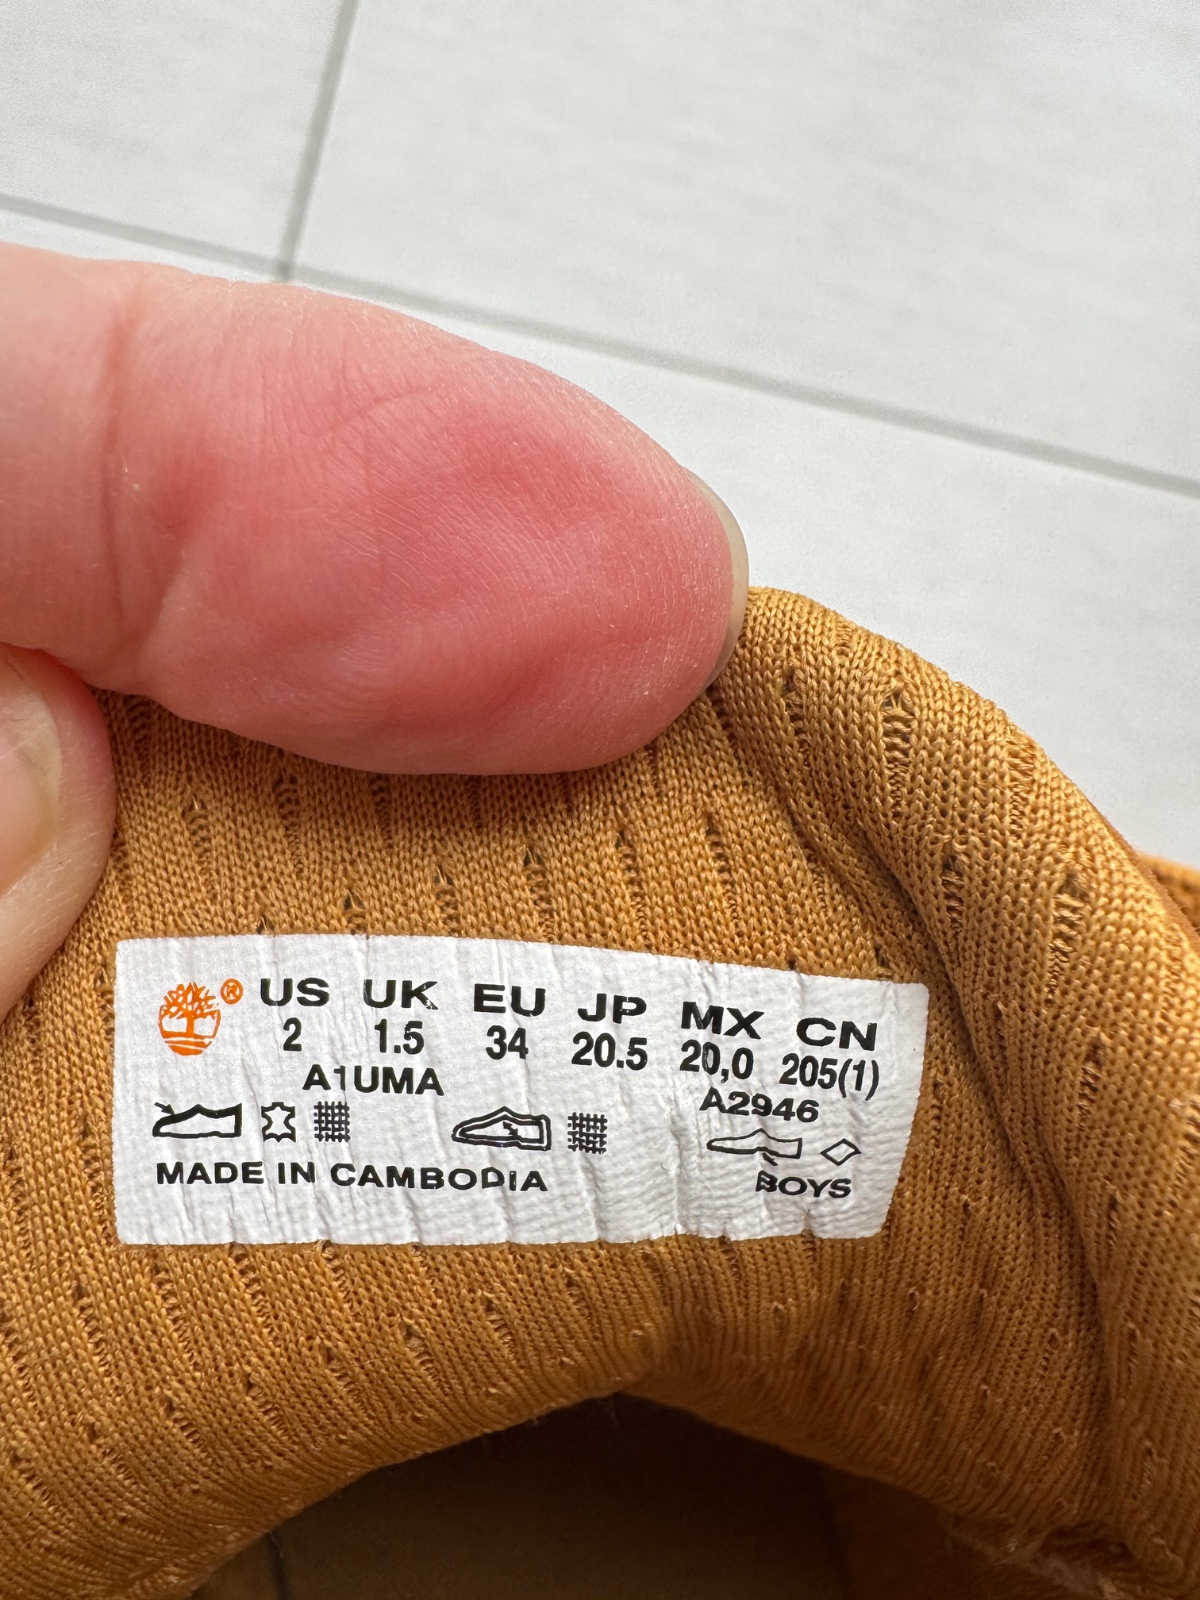 ® US UK EU JP MX CN
2 1.5 34 20.5 20,0 205(1)
A1UMA A2946
MADE IN CAMBODIA BOYS